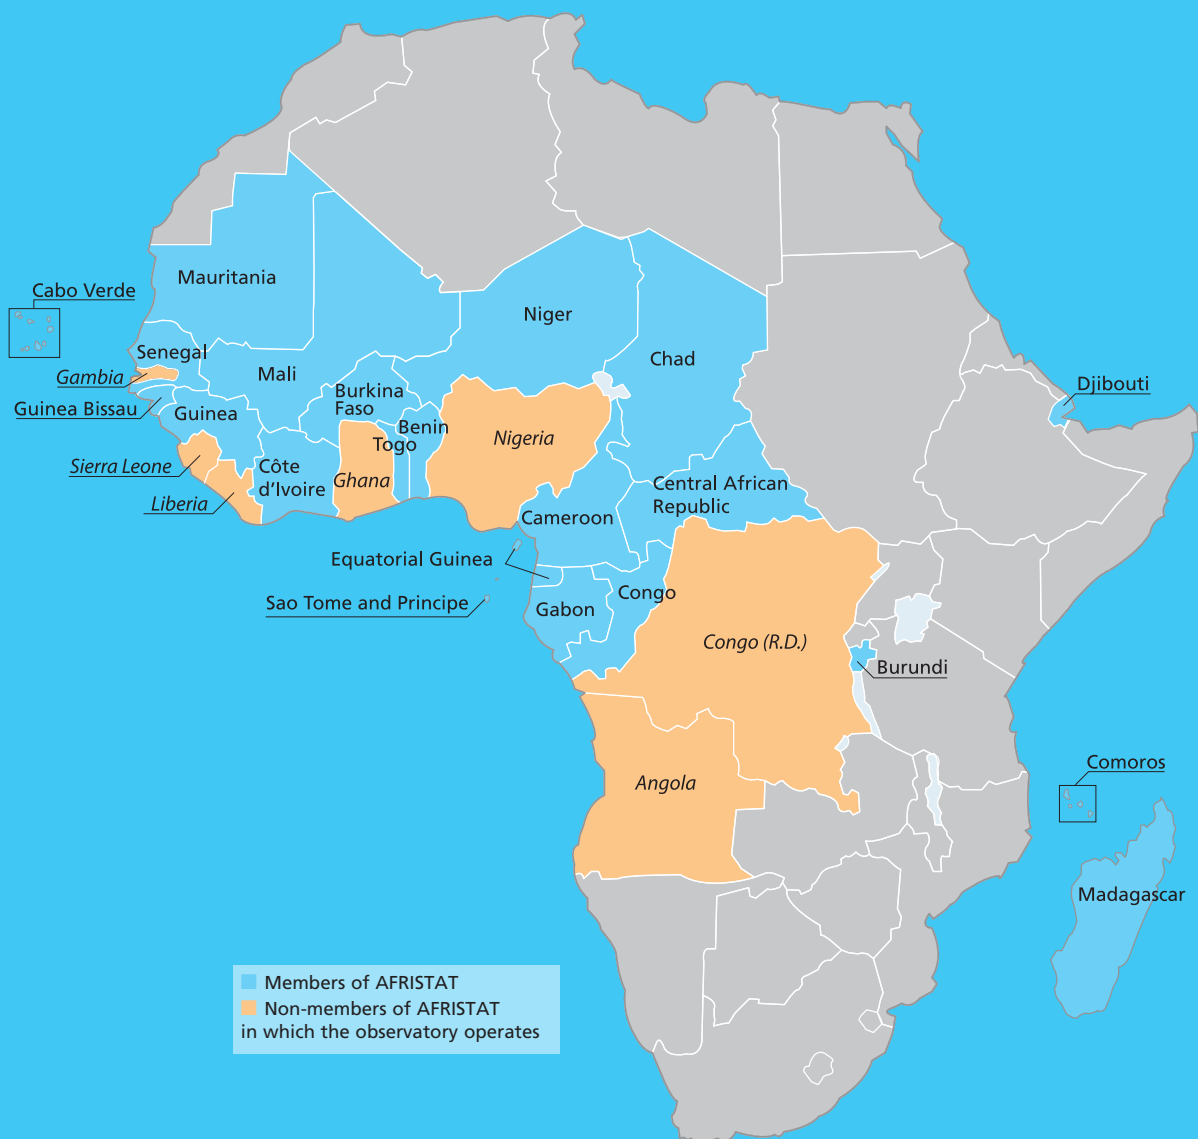 Mauritania
Cabo Verde
Niger
Senegal
Chad
Mali
Gambia
Djibouti
Burkina
Faso
Guinea Bissau
Guinea
Benin
Togo
Nigeria
Sierra Leone
Côte
d'Ivoire
Ghana
Central African
Republic
Liberia
Cameroon
Equatorial Guinea
Congo
Sao Tome and Principe
Gabon
Congo (R.D.)
Burundi
Comoros
Angola
Madagascar
Members of AFRISTAT
Non-members of AFRISTAT
in which the observatory operates